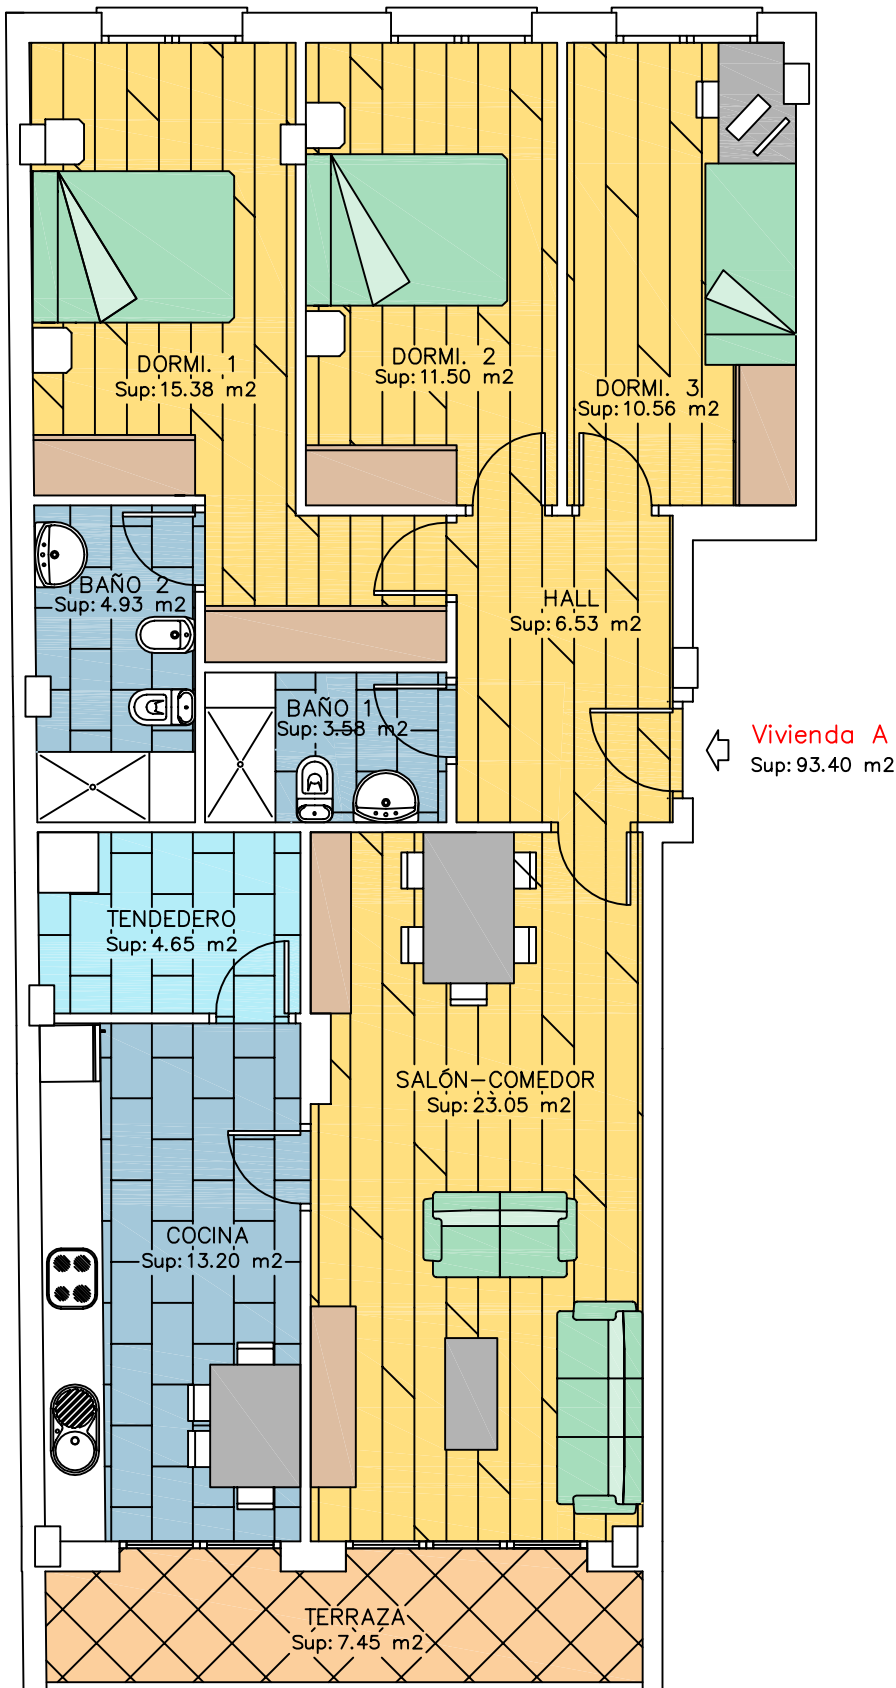 DORMI. 1
Sup: 15.38 m2
DORMI. 2
Sup: 11.50 m2
DORMI. 3
Sup: 10.56 m2
BAÑO 2
Sup: 4.93 m2
HALL
Sup: 6.53 m2
BAÑO 1
Sup: 3.58 m2
Vivienda A
Sup: 93.40 m2
TENDEDERO
Sup: 4.65 m2
SALÓN-COMEDOR
Sup: 23.05 m2
COCINA
Sup: 13.20 m2
TERRAZA
Sup: 7.45 m2